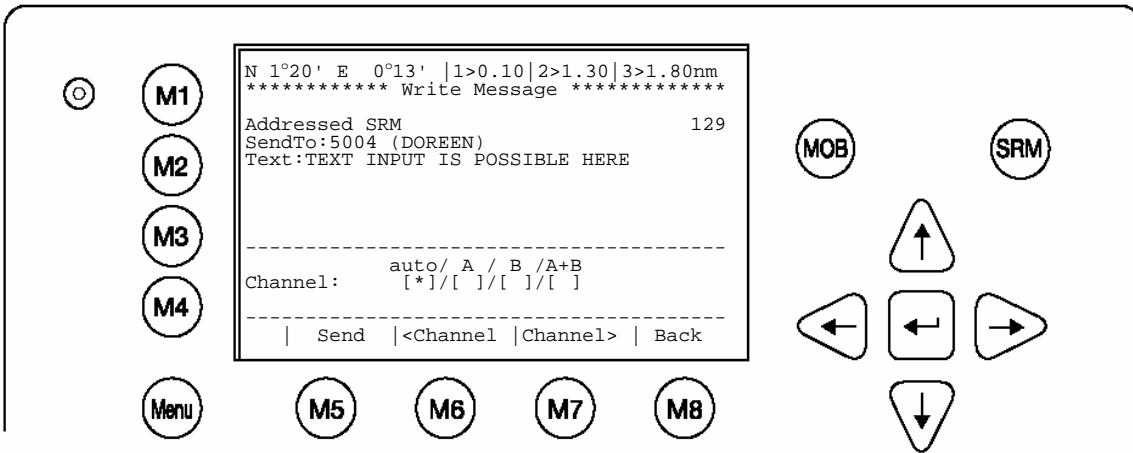 N 1°20' E 0°13' |1>0.10|2>1.30|3>1.80nm
************ Write Message *************
Addressed SRM 129
SendTo:5004 (DOREEN)
Text:TEXT INPUT IS POSSIBLE HERE
----------------------------------------
auto/ A / B /A+B
Channel: [*]/[ ]/[ ]/[ ]
----------------------------------------
| Send |<Channel |Channel> | Back
M1
M2
M3
M4
Menu
M5
M6
M7
M8
MOB
SRM